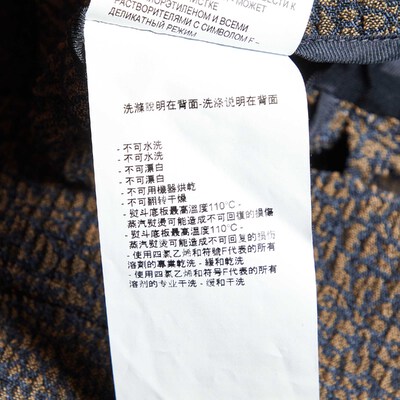 РАСТВОРИТЕЛЯМИ С СИМВОЛОМ F -
ДЕЛИКАТНЫЙ РЕЖИМ
洗滌說明在背面-洗涤说明在背面
- 不可水洗
- 不可水洗
- 不可漂白
- 不可漂白
- 不可用機器烘乾
- 不可翻转干燥
- 熨斗底板最高溫度110℃ -
蒸汽熨燙可能造成不可回復的損傷
- 熨斗底板最高温度110℃ -
蒸汽熨烫可能造成不可回复的损伤
- 使用四氯乙烯和符號F代表的所有
溶劑的專業乾洗 - 緩和乾洗
- 使用四氯乙烯和符号F代表的所有
溶剂的专业干洗 - 缓和干洗